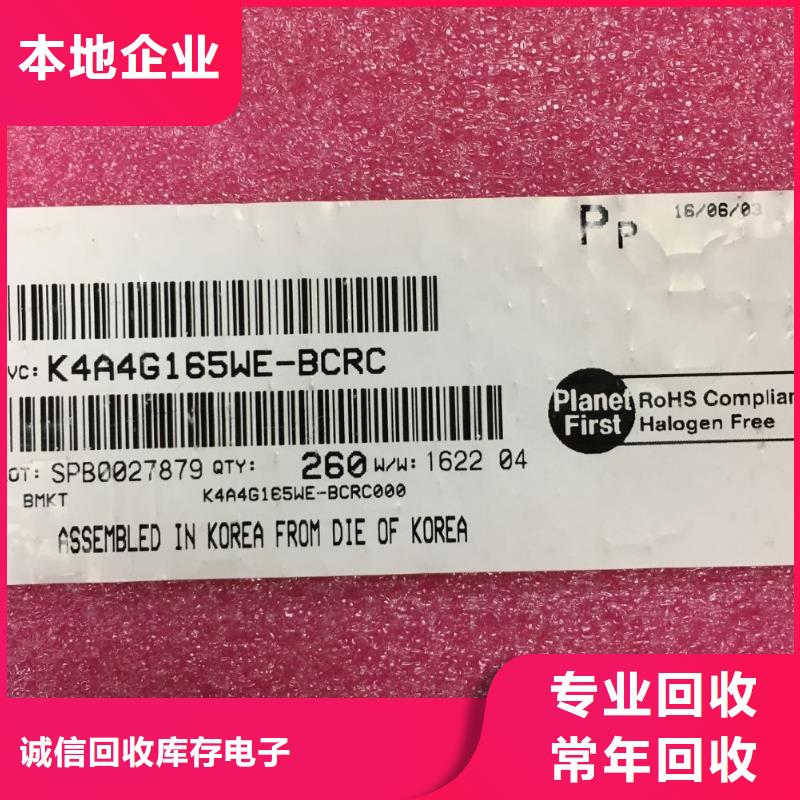 本地企业
Pp 16/06/03
VC: K4A4G165WE-BCRC
Planet First RoHS Complian
Halogen Free
OT: SPB0027879 QTY: 260 W/W: 1622 04
BMKT K4A4G165WE-BCRC000
ASSEMBLED IN KOREA FROM DIE OF KOREA
专业回收
常年回收
诚信回收库存电子